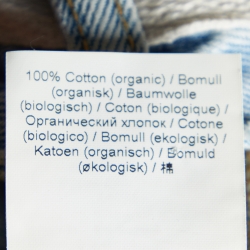 100% Cotton (organic) / Bomull
(organisk) / Baumwolle
(biologisch) / Coton (biologique) /
Органический хлопок / Cotone
(biologico) / Bomull (ekologisk) /
Katoen (organisch) / Bomuld
(økologisk) / 棉